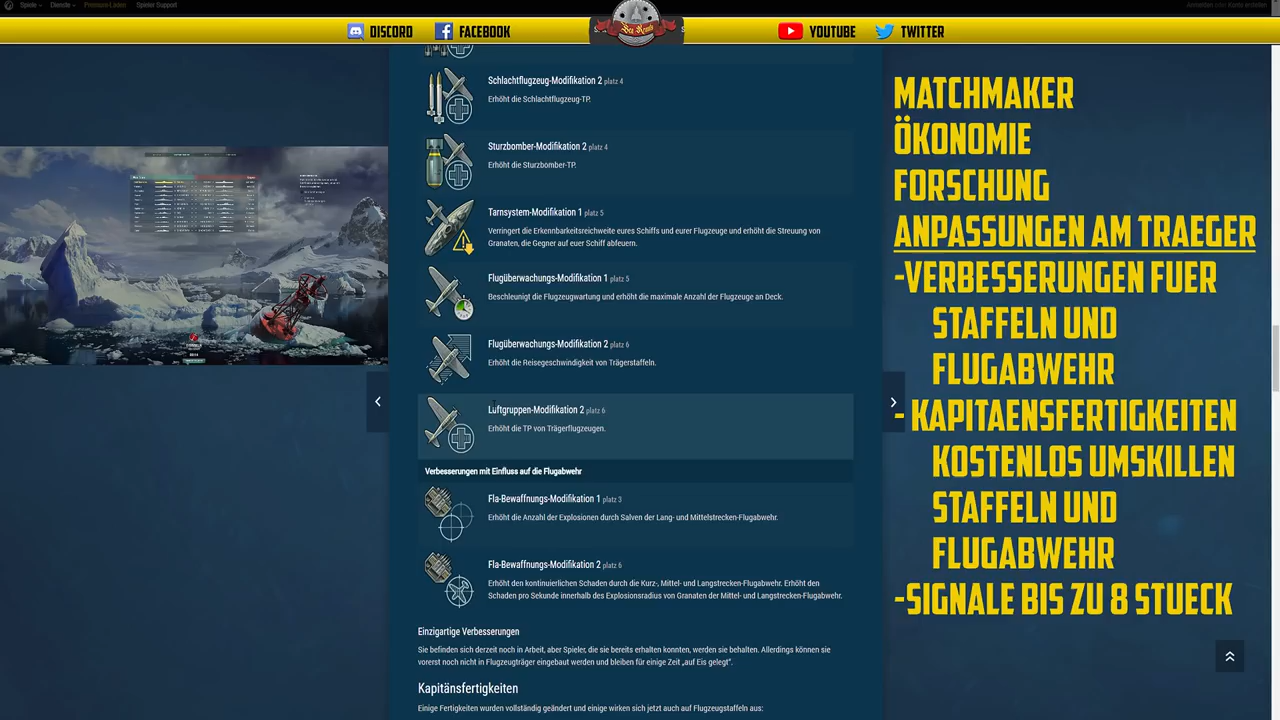 Spiele
Dienste
Premium-Laden
Spieler Support
Anmelden oder Konto erstellen
DISCORD
FACEBOOK
YOUTUBE
TWITTER
Schlachtflugzeug-Modifikation 2 platz 4
Erhöht die Schlachtflugzeug-TP.
Sturzbomber-Modifikation 2 platz 4
Erhöht die Sturzbomber-TP.
Tarnsystem-Modifikation 1 platz 5
Verringert die Erkennbarkeitsreichweite eures Schiffs und eurer Flugzeuge und erhöht die Streuung von
Granaten, die Gegner auf euer Schiff abfeuern.
Flugüberwachungs-Modifikation 1 platz 5
Beschleunigt die Flugzeugwartung und erhöht die maximale Anzahl der Flugzeuge an Deck.
Flugüberwachungs-Modifikation 2 platz 6
Erhöht die Reisegeschwindigkeit von Trägerstaffeln.
Luftgruppen-Modifikation 2 platz 6
Erhöht die TP von Trägerflugzeugen.
Verbesserungen mit Einfluss auf die Flugabwehr
Fla-Bewaffnungs-Modifikation 1 platz 3
Erhöht die Anzahl der Explosionen durch Salven der Lang- und Mittelstrecken-Flugabwehr.
Fla-Bewaffnungs-Modifikation 2 platz 6
Erhöht den kontinuierlichen Schaden durch die Kurz-, Mittel- und Langstrecken-Flugabwehr. Erhöht den
Schaden pro Sekunde innerhalb des Explosionsradius von Granaten der Mittel- und Langstrecken-Flugabwehr.
Einzigartige Verbesserungen
Sie befinden sich derzeit noch in Arbeit, aber Spieler, die sie bereits erhalten konnten, werden sie behalten. Allerdings können sie
vorerst noch nicht in Flugzeugträger eingebaut werden und bleiben für einige Zeit „auf Eis gelegt".
Kapitänsfertigkeiten
Einige Fertigkeiten wurden vollständig geändert und einige wirken sich jetzt auch auf Flugzeugstaffeln aus:
MATCHMAKER
ÖKONOMIE
FORSCHUNG
ANPASSUNGEN AM TRAEGER
-VERBESSERUNGEN FUER
STAFFELN UND
FLUGABWEHR
- KAPITAENSFERTIGKEITEN
KOSTENLOS UMSKILLEN
STAFFELN UND
FLUGABWEHR
-SIGNALE BIS ZU 8 STUECK